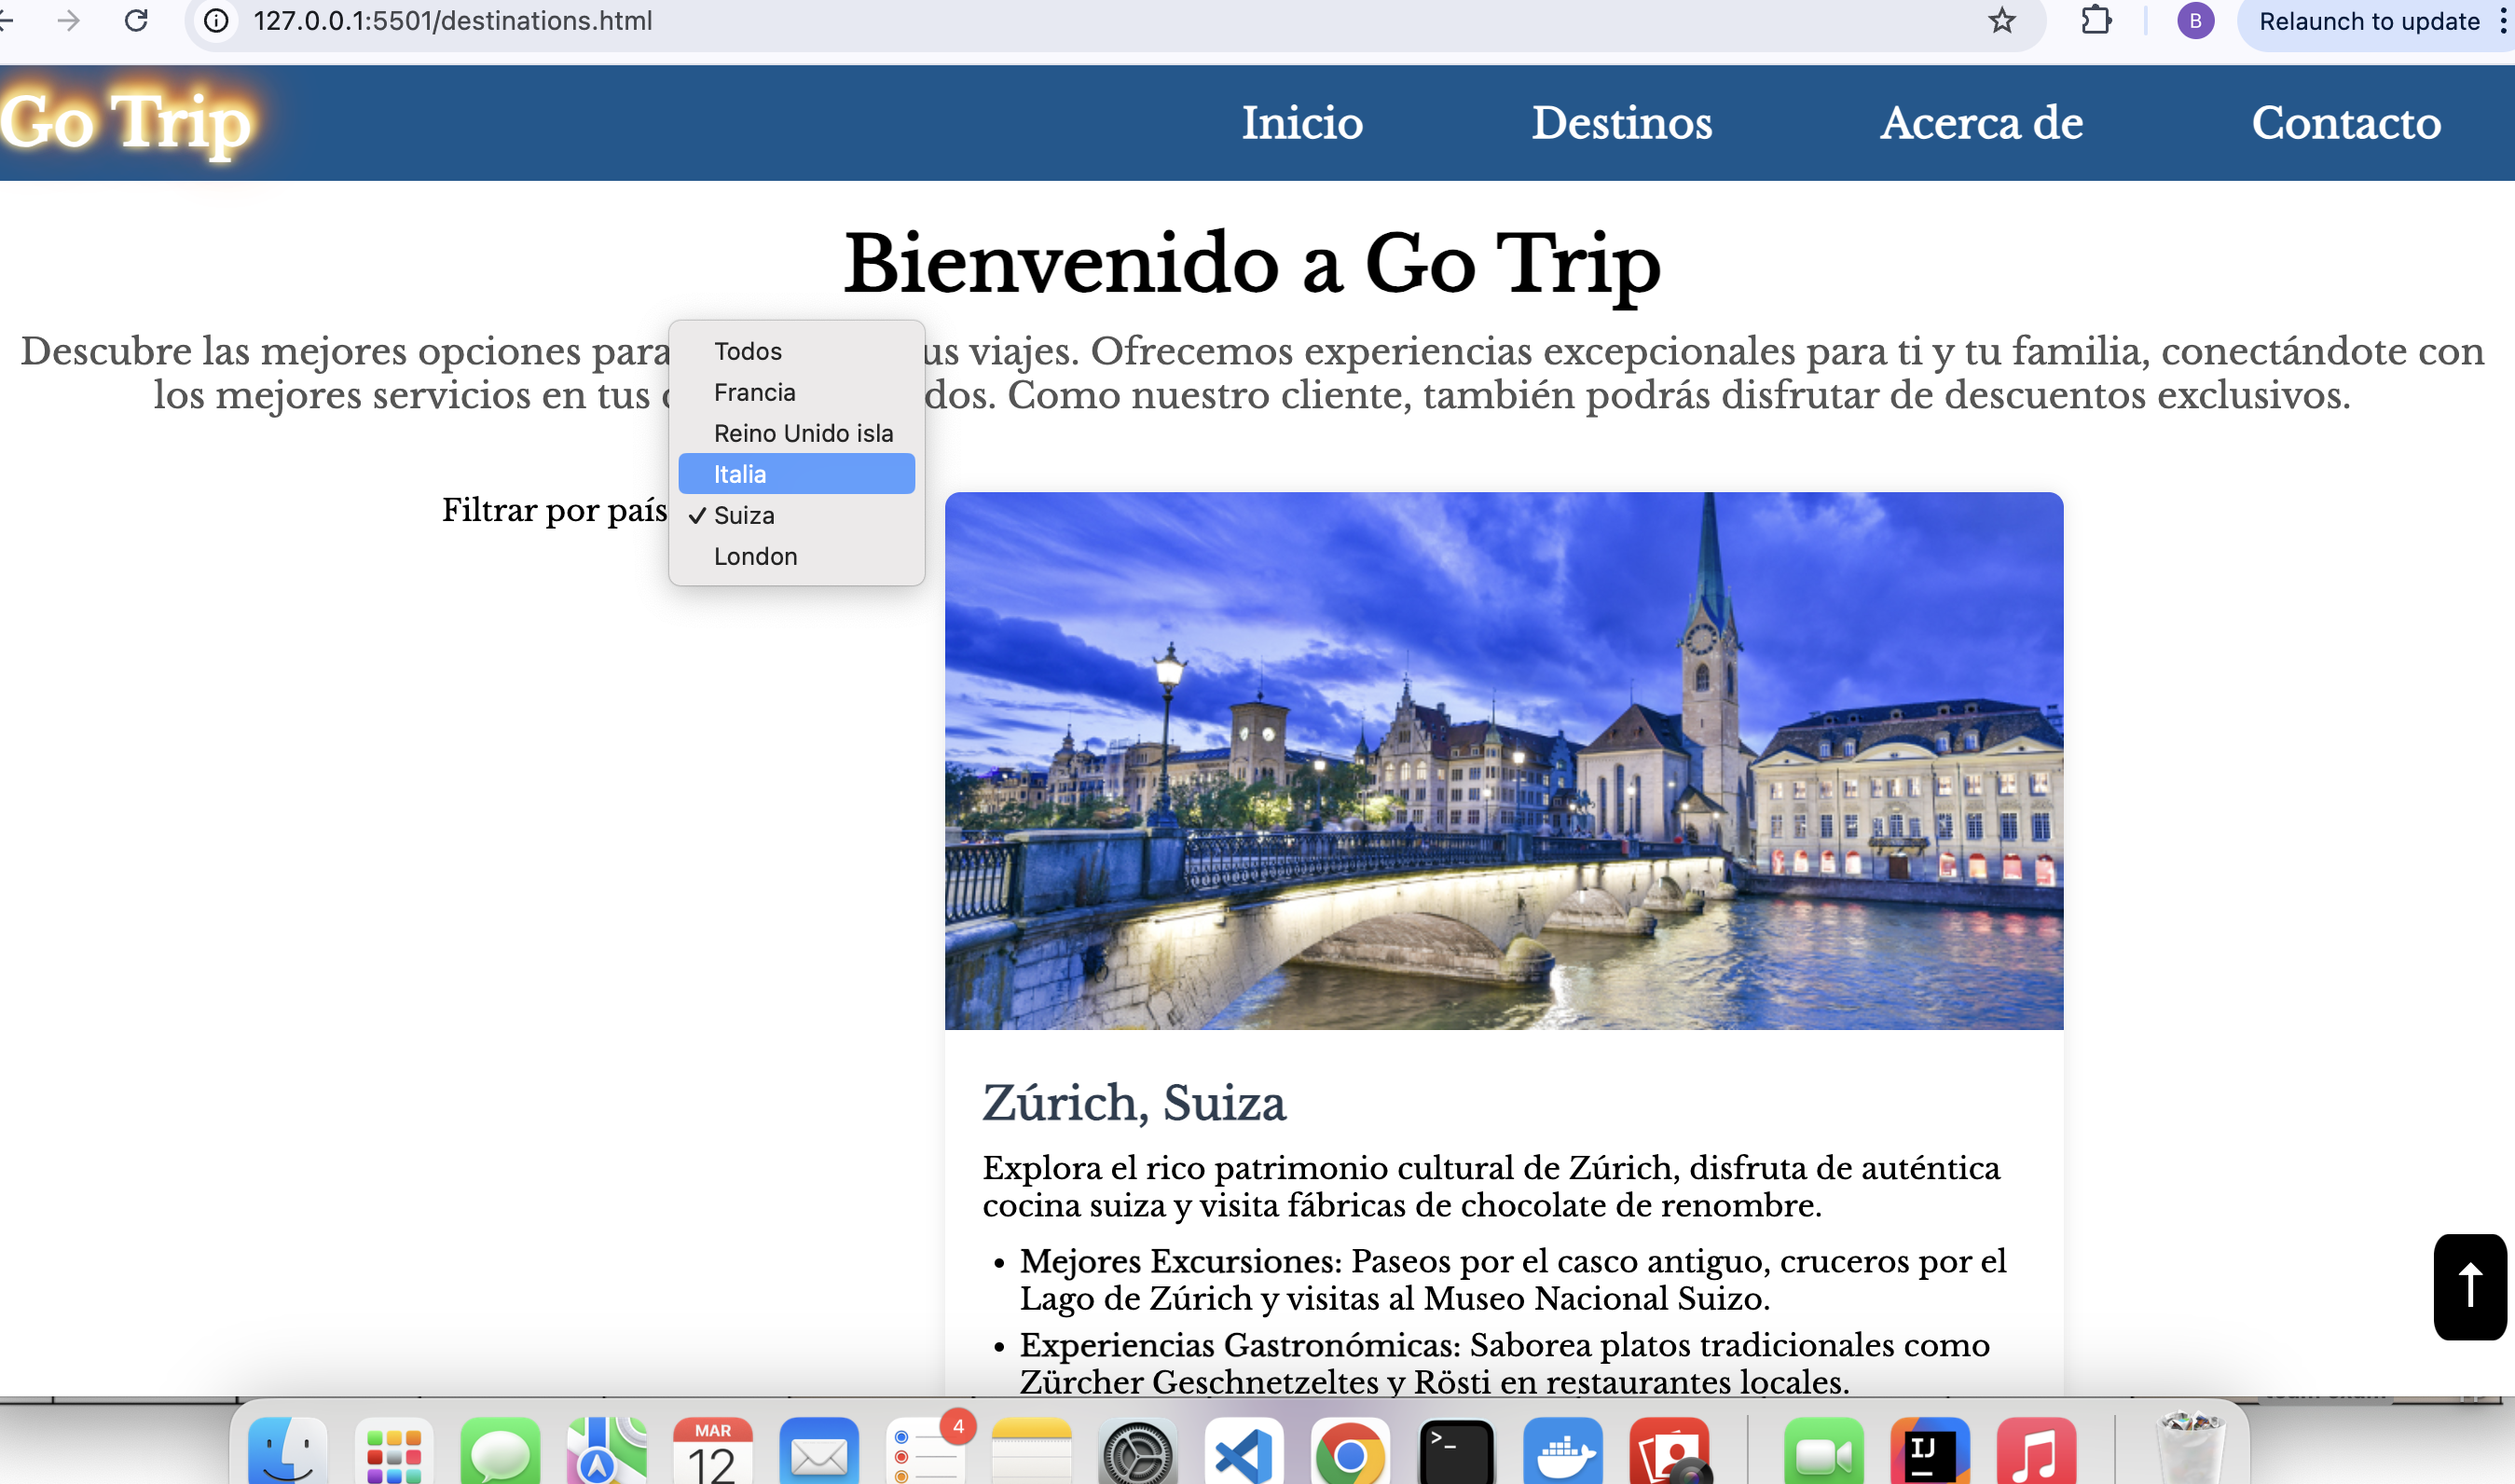 127.0.0.1:5501/destinations.html
B
Relaunch to update
Go Trip
Inicio
Destinos
Acerca de
Contacto
Bienvenido a Go Trip
Descubre las mejores opciones para us viajes. Ofrecemos experiencias excepcionales para ti y tu familia, conectándote con
los mejores servicios en tus dos. Como nuestro cliente, también podrás disfrutar de descuentos exclusivos.
Todos
Francia
Reino Unido isla
Italia
✓ Suiza
London
Filtrar por país
Zúrich, Suiza
Explora el rico patrimonio cultural de Zúrich, disfruta de auténtica
cocina suiza y visita fábricas de chocolate de renombre.
• Mejores Excursiones: Paseos por el casco antiguo, cruceros por el
Lago de Zúrich y visitas al Museo Nacional Suizo.
• Experiencias Gastronómicas: Saborea platos tradicionales como
Zürcher Geschnetzeltes y Rösti en restaurantes locales.
↑
MAR
12
4
>_
IJ